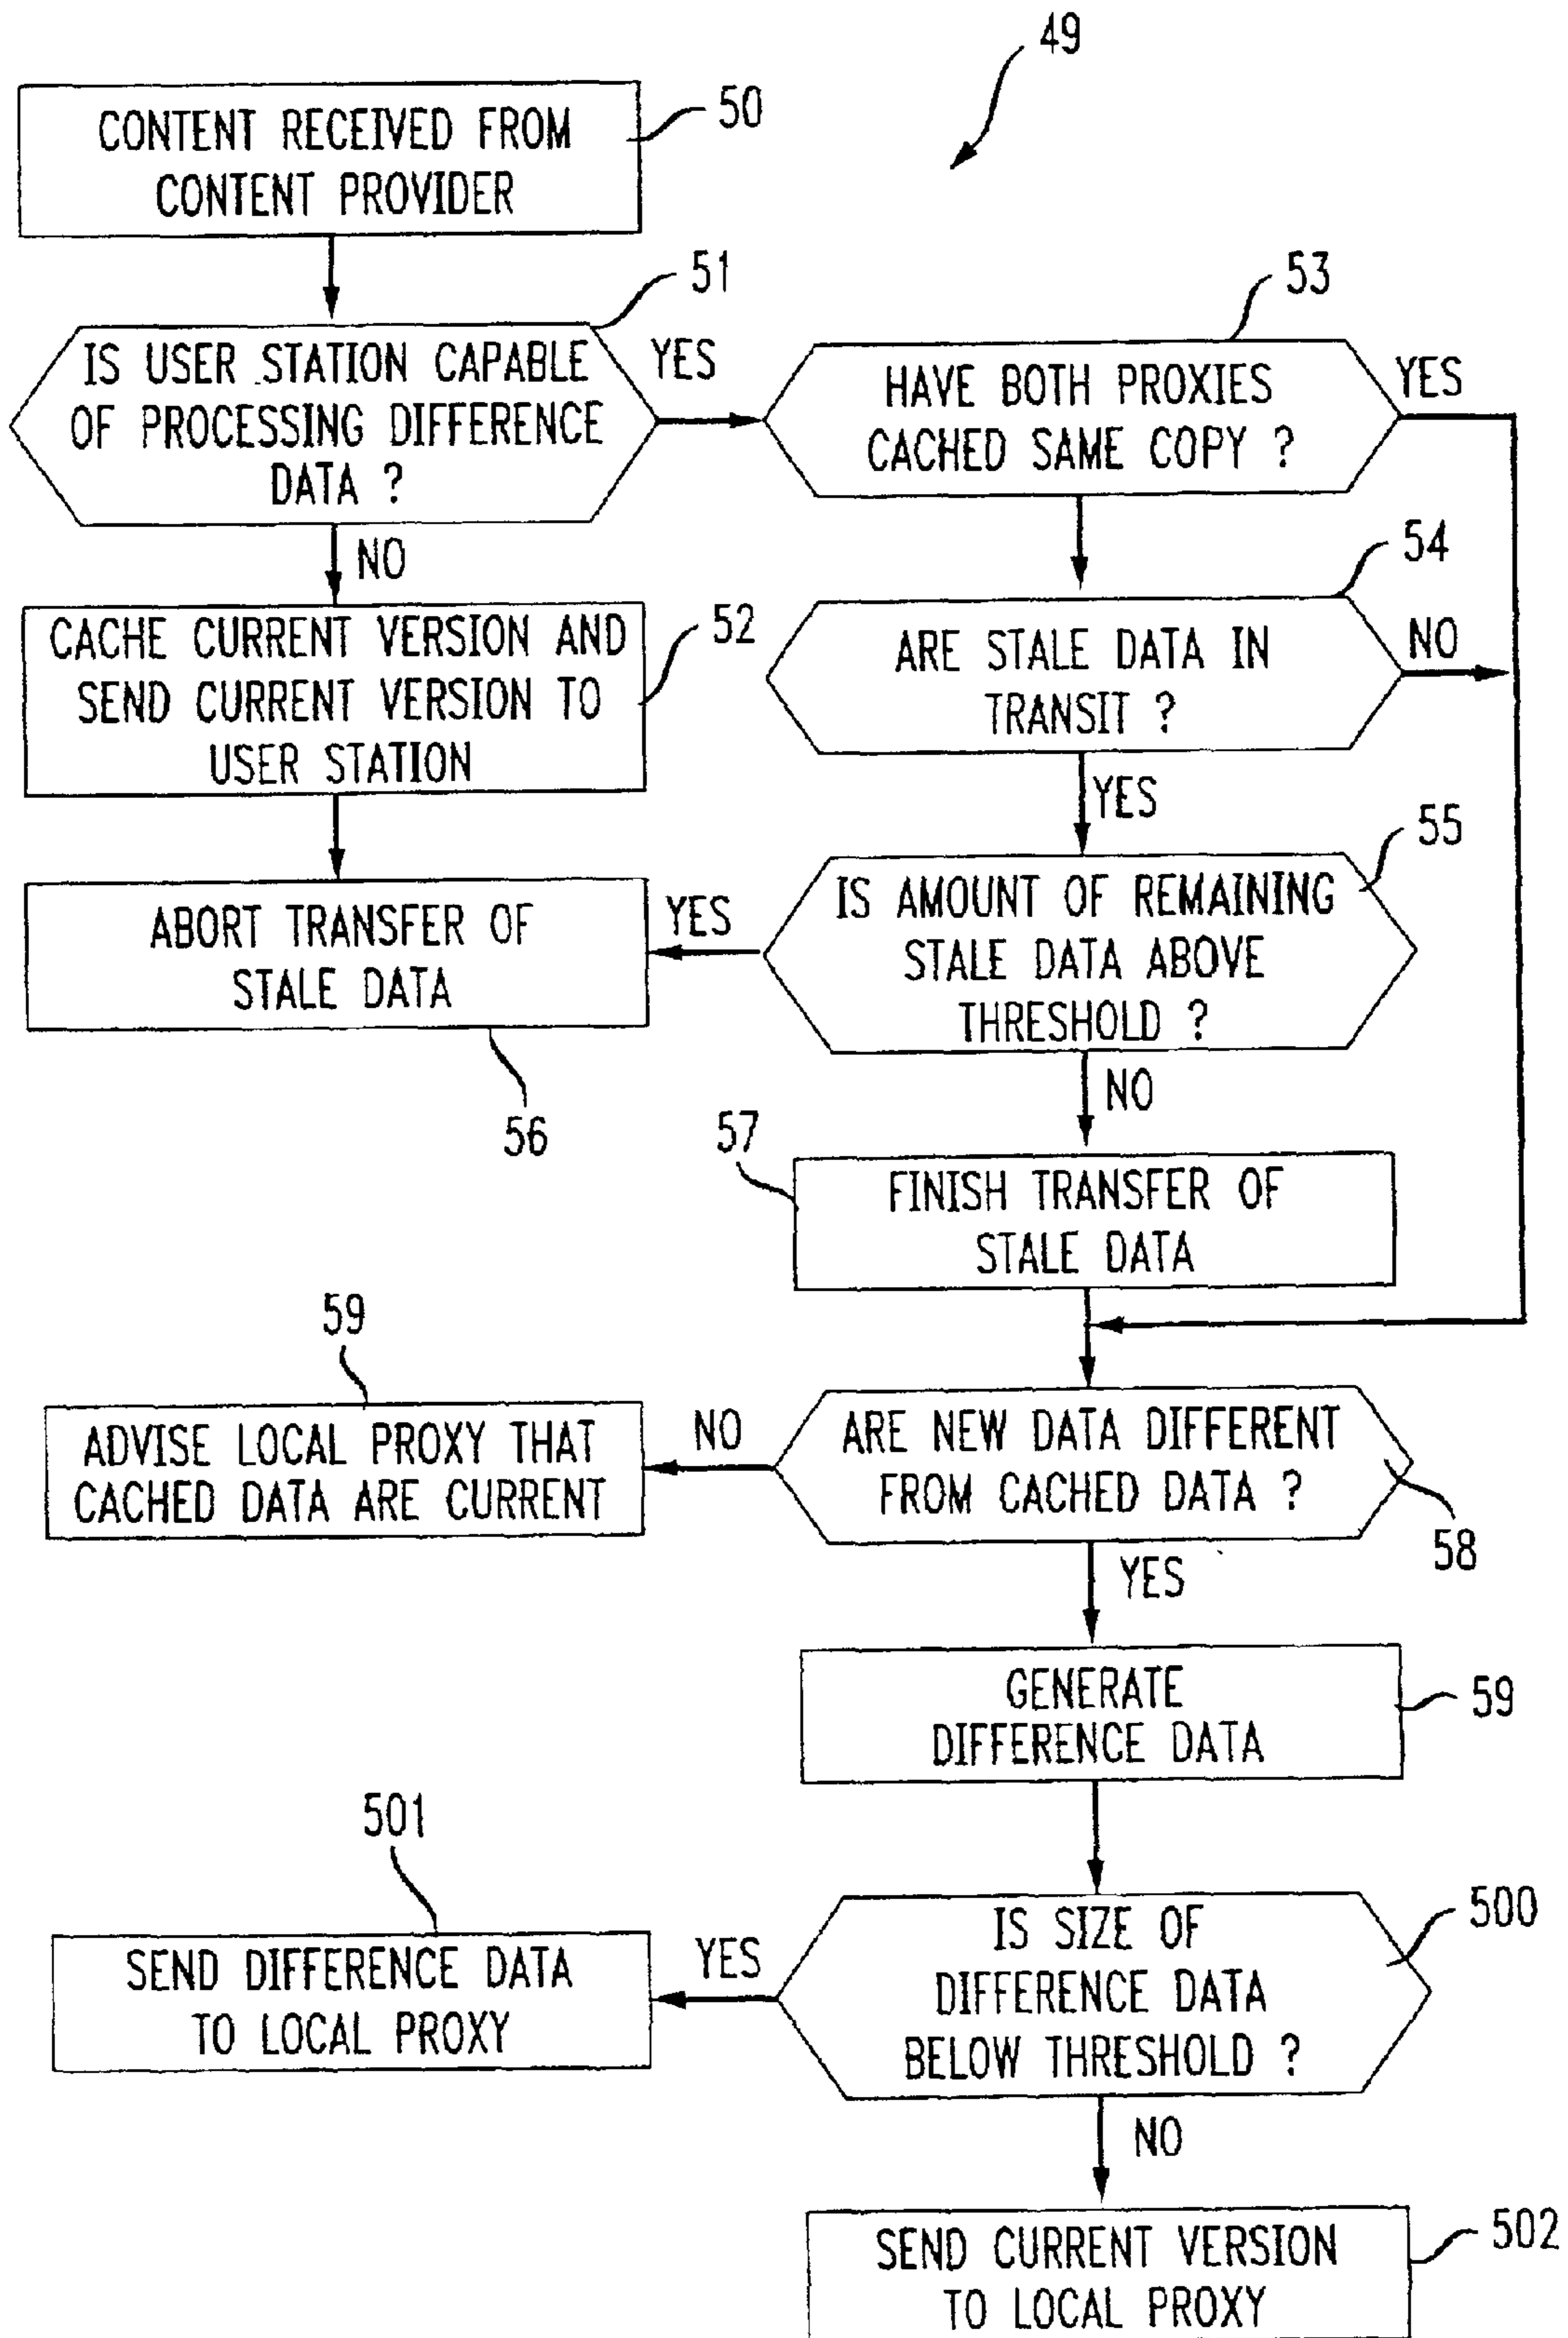 49
CONTENT RECEIVED FROM
CONTENT PROVIDER
50
IS USER STATION CAPABLE
OF PROCESSING DIFFERENCE
DATA ?
51
YES
NO
HAVE BOTH PROXIES
CACHED SAME COPY ?
53
YES
CACHE CURRENT VERSION AND
SEND CURRENT VERSION TO
USER STATION
52
ARE STALE DATA IN
TRANSIT ?
54
NO
YES
ABORT TRANSFER OF
STALE DATA
56
YES
IS AMOUNT OF REMAINING
STALE DATA ABOVE
THRESHOLD ?
55
NO
57
FINISH TRANSFER OF
STALE DATA
59
ADVISE LOCAL PROXY THAT
CACHED DATA ARE CURRENT
NO
ARE NEW DATA DIFFERENT
FROM CACHED DATA ?
58
YES
GENERATE
DIFFERENCE DATA
59
501
SEND DIFFERENCE DATA
TO LOCAL PROXY
YES
IS SIZE OF
DIFFERENCE DATA
BELOW THRESHOLD ?
500
NO
SEND CURRENT VERSION
TO LOCAL PROXY
502